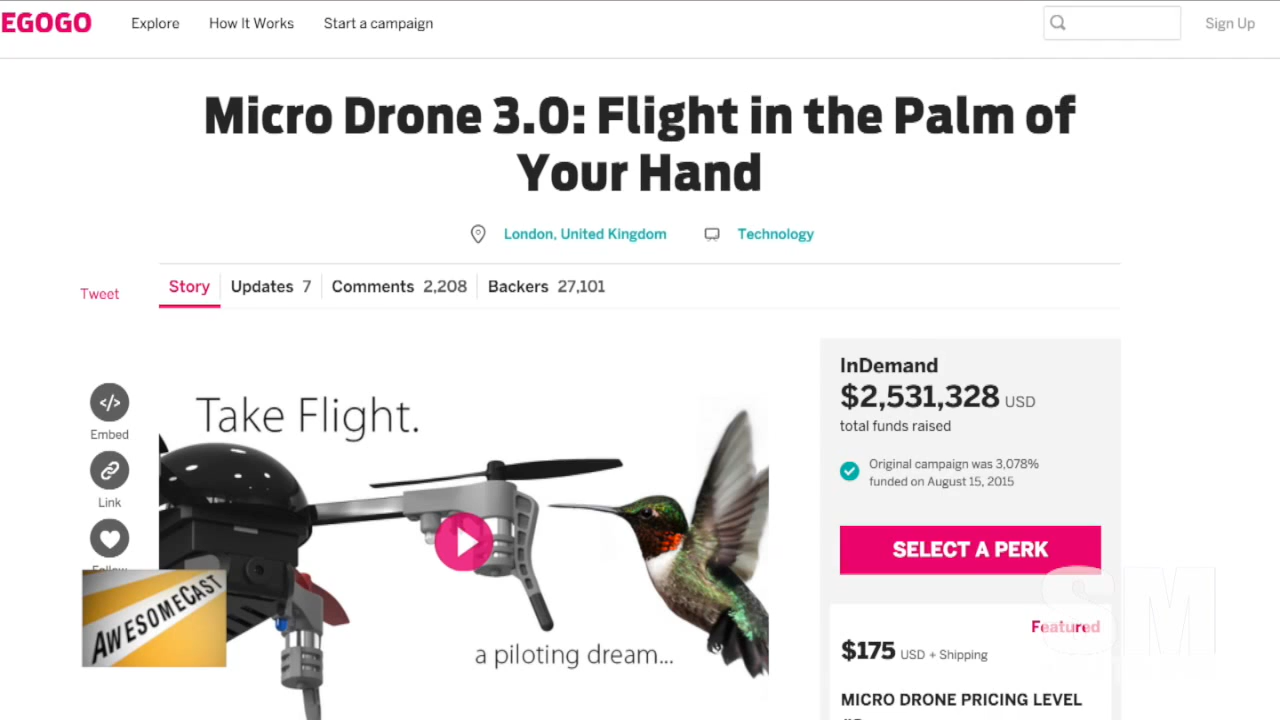 EGOGO
Explore
How It Works
Start a campaign
Sign Up
Micro Drone 3.0: Flight in the Palm of
Your Hand
London, United Kingdom
Technology
Tweet
Story
Updates 7
Comments 2,208
Backers 27,101
Embed
Link
Follow
Take Flight.
a piloting dream...
AWESOMECAST
InDemand
$2,531,328 USD
total funds raised
Original campaign was 3,078%
funded on August 15, 2015
SELECT A PERK
SM
Featured
$175 USD + Shipping
MICRO DRONE PRICING LEVEL